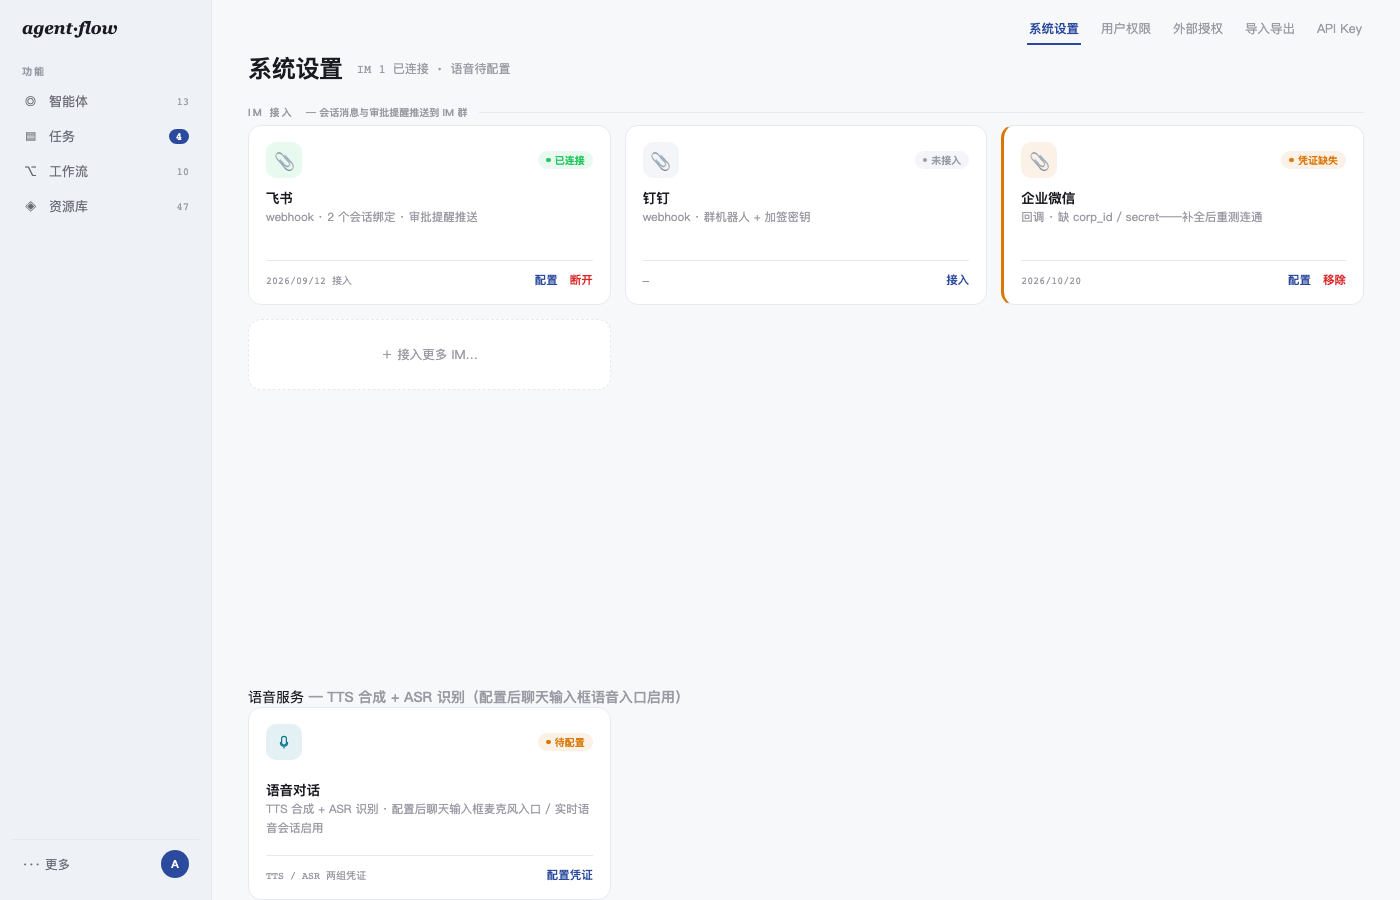 agent·flow
功能
智能体 13
任务 4
工作流 10
资源库 47
··· 更多 A
系统设置 用户权限 外部授权 导入导出 API Key
系统设置 IM 1 已连接 · 语音待配置
IM 接入 — 会话消息与审批提醒推送到 IM 群
已连接
飞书
webhook · 2 个会话绑定 · 审批提醒推送
2026/09/12 接入 配置 断开
未接入
钉钉
webhook · 群机器人 + 加签密钥
— 接入
凭证缺失
企业微信
回调 · 缺 corp_id / secret——补全后重测连通
2026/10/20 配置 移除
+ 接入更多 IM…
语音服务 — TTS 合成 + ASR 识别（配置后聊天输入框语音入口启用）
待配置
语音对话
TTS 合成 + ASR 识别 · 配置后聊天输入框麦克风入口 / 实时语
音会话启用
TTS / ASR 两组凭证 配置凭证